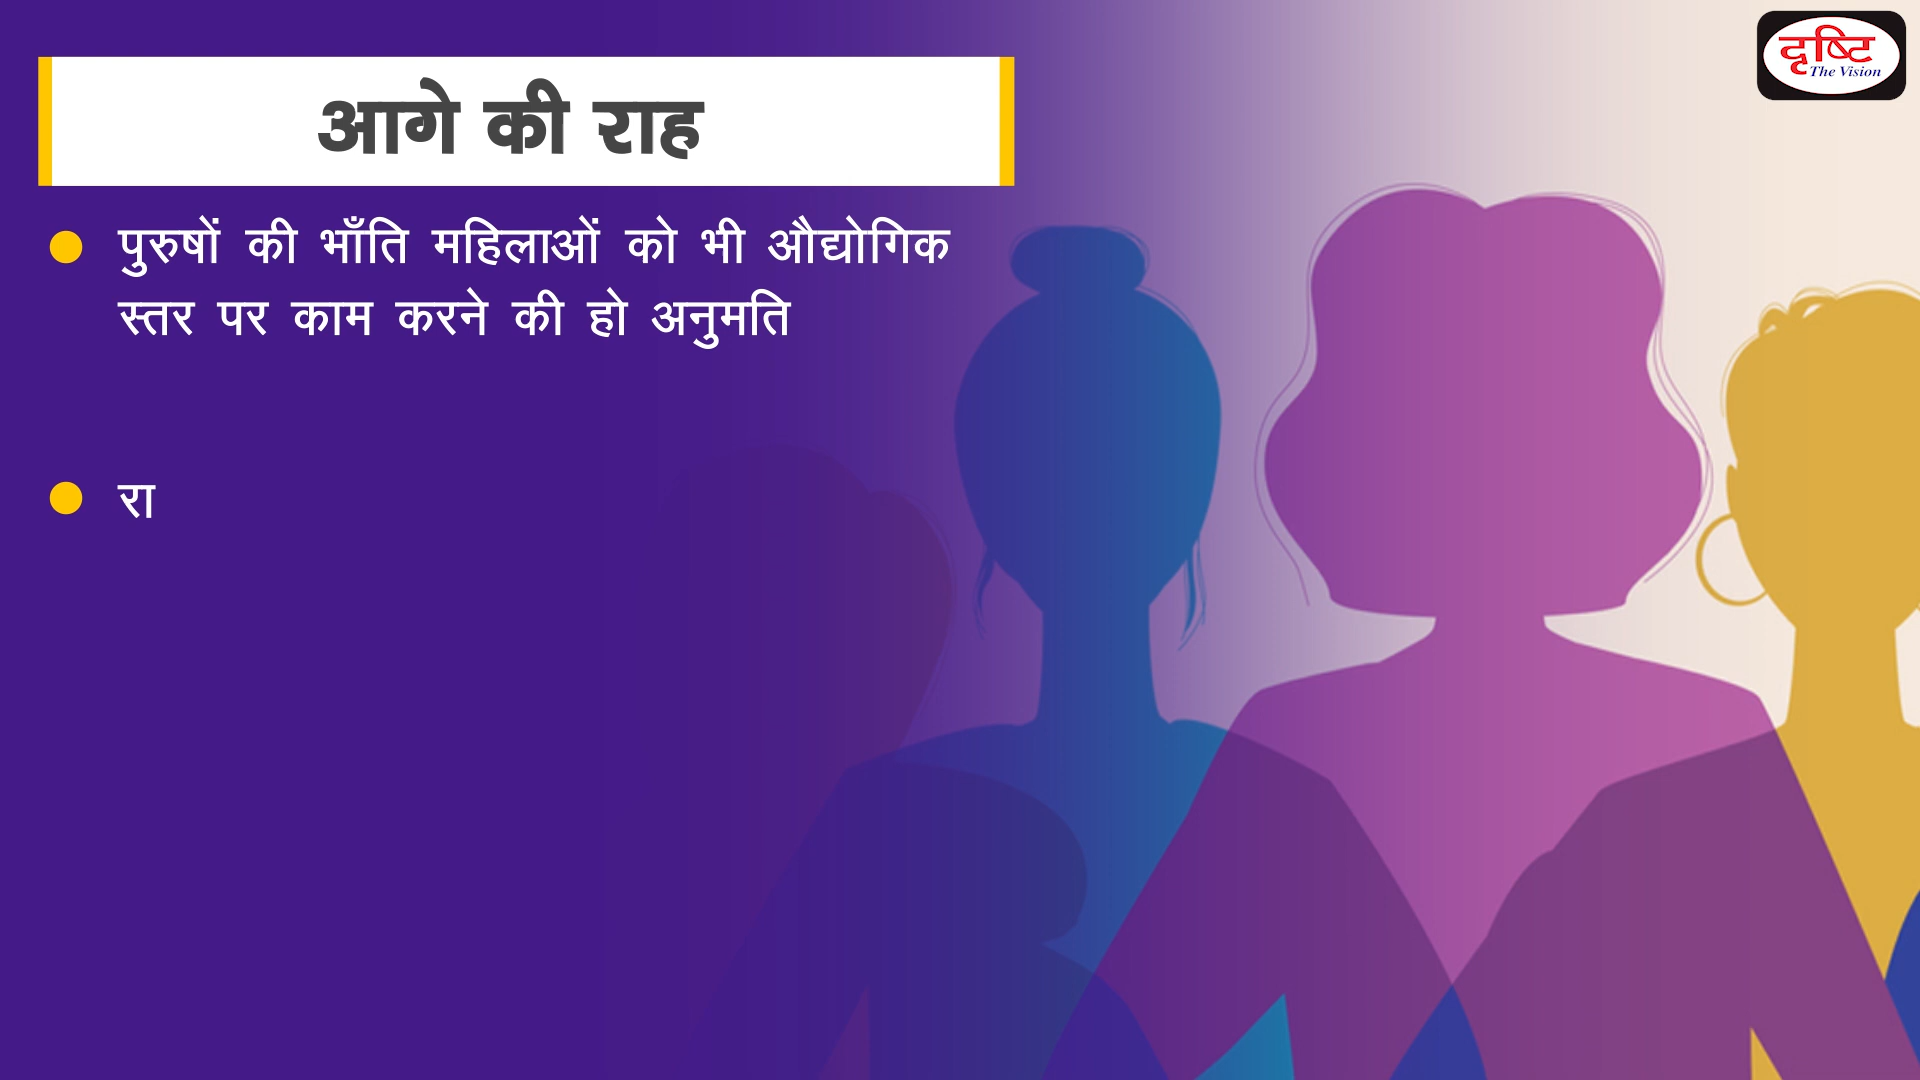 दृष्टि
The Vision
आगे की राह
पुरुषों की भाँति महिलाओं को भी औद्योगिक
स्तर पर काम करने की हो अनुमति
रा